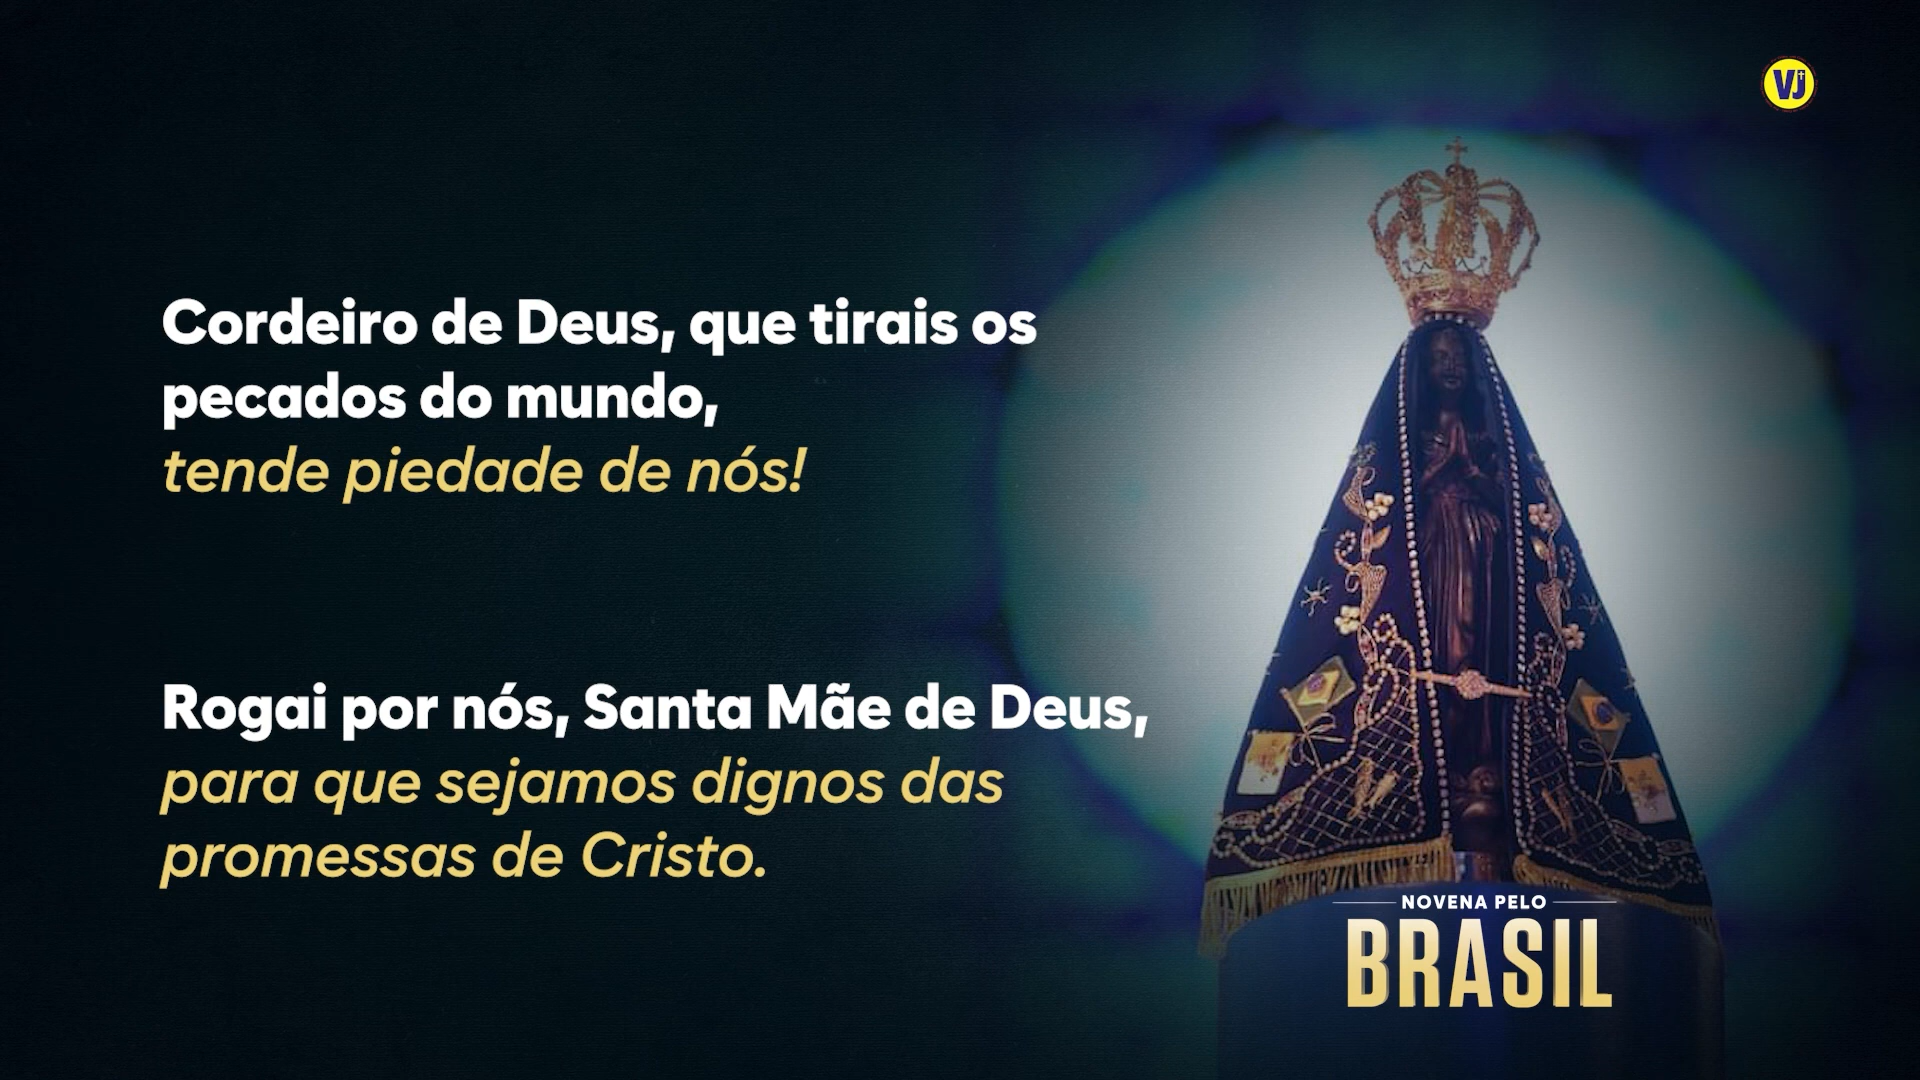 VJ
Cordeiro de Deus, que tirais os
pecados do mundo,
tende piedade de nós!
Rogai por nós, Santa Mãe de Deus,
para que sejamos dignos das
promessas de Cristo.
NOVENA PELO
BRASIL